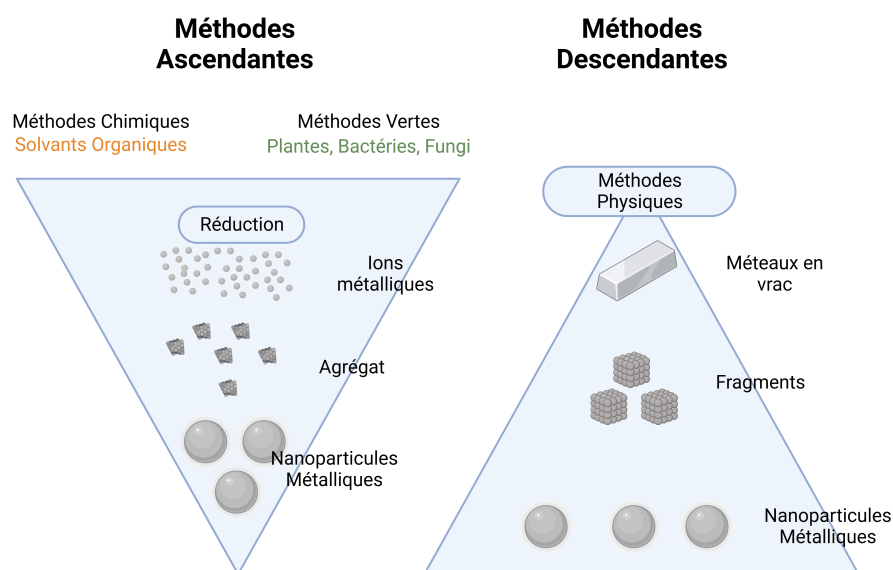 Méthodes
Ascendantes
Méthodes Chimiques
Solvants Organiques
Méthodes Vertes
Plantes, Bactéries, Fungi
Réduction
Ions
métalliques
Agrégat
Nanoparticules
Métalliques
Méthodes
Descendantes
Méthodes
Physiques
Méteaux en
vrac
Fragments
Nanoparticules
Métalliques